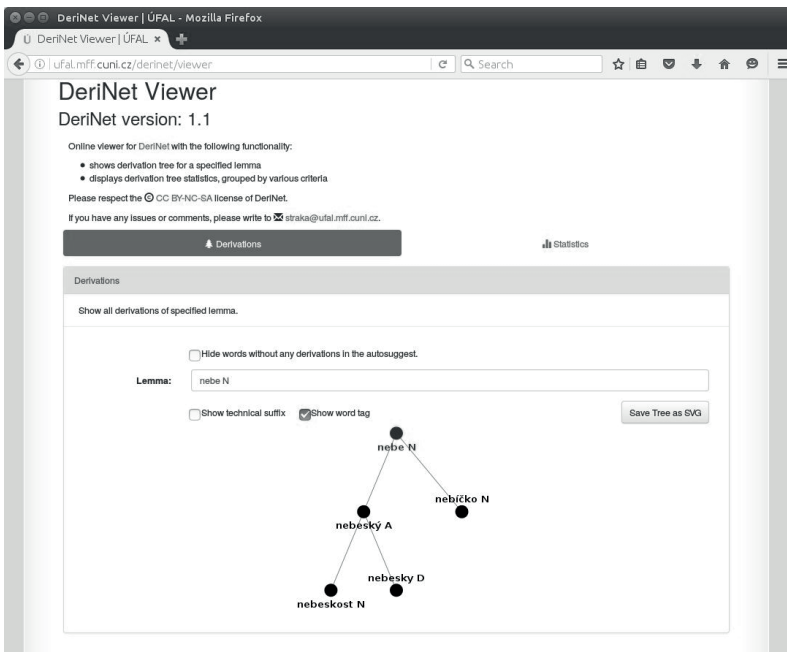 DeriNet Viewer | ÚFAL - Mozilla Firefox
DeriNet Viewer | ÚFAL
ufal.mff.cuni.cz/derinet/viewer
Search
DeriNet Viewer
DeriNet version: 1.1
Online viewer for DeriNet with the following functionality:
shows derivation tree for a specified lemma
displays derivation tree statistics, grouped by various criteria
Please respect the CC BY-NC-SA license of DeriNet.
If you have any issues or comments, please write to straka@ufal.mff.cuni.cz.
Derivations Statistics
Derivations
Show all derivations of specified lemma.
Hide words without any derivations in the autosuggest.
Lemma: nebe N
Show technical suffix Show word tag Save Tree as SVG
nebe N
nebíčko N
nebeský A
nebesky D
nebeskost N